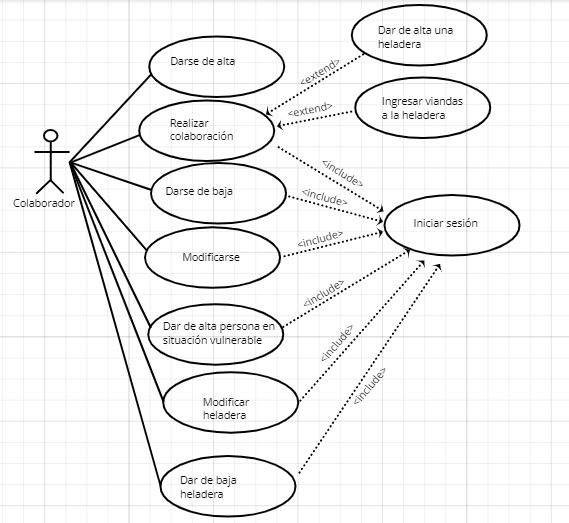 Dar de alta una
heladera
Darse de alta
<extend>
Ingresar viandas
a la heladera
<extend>
Realizar
colaboración
<include>
Darse de baja
<include>
Colaborador
Iniciar sesión
<include>
Modificarse
<include>
Dar de alta persona en
situación vulnerable
<include>
Modificar
heladera
<include>
Dar de baja
heladera